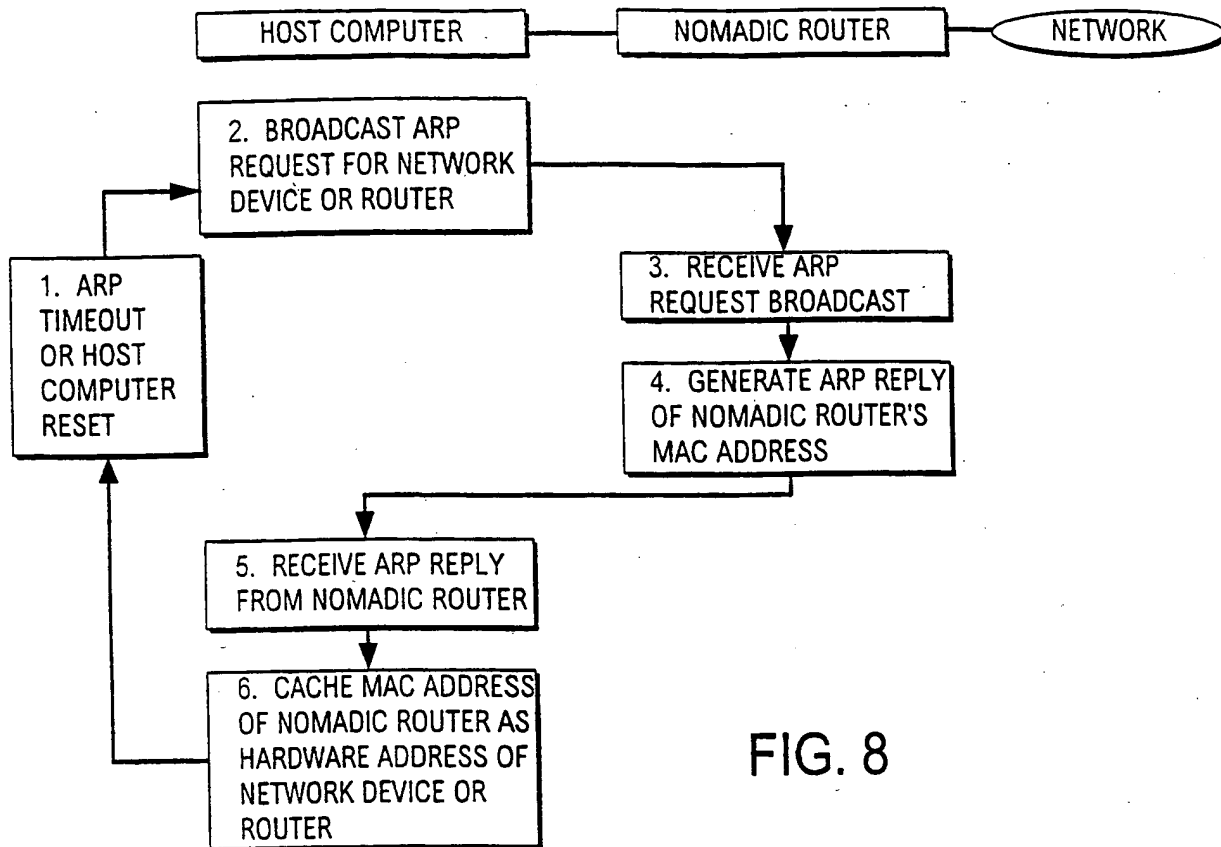 HOST COMPUTER
NOMADIC ROUTER
NETWORK
2. BROADCAST ARP
REQUEST FOR NETWORK
DEVICE OR ROUTER
1. ARP
TIMEOUT
OR HOST
COMPUTER
RESET
3. RECEIVE ARP
REQUEST BROADCAST
4. GENERATE ARP REPLY
OF NOMADIC ROUTER'S
MAC ADDRESS
5. RECEIVE ARP REPLY
FROM NOMADIC ROUTER
6. CACHE MAC ADDRESS
OF NOMADIC ROUTER AS
HARDWARE ADDRESS OF
NETWORK DEVICE OR
ROUTER
FIG. 8